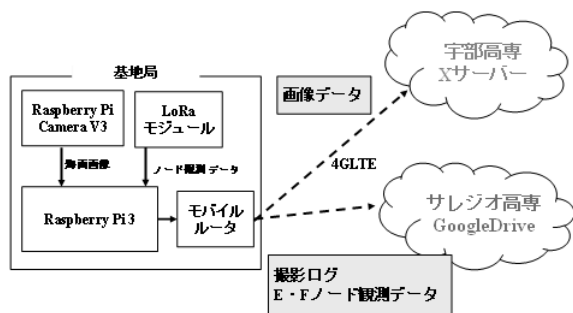 基地局
Raspberry Pi
Camera V3
LoRa
モジュール
海面画像
ノード観測 データ
Raspberry Pi 3
モバイル
ルータ
画像データ
4GLTE
宇部高専
Xサーバー
サレジオ高専
GoogleDrive
撮影ログ
E・Fノード観測データ